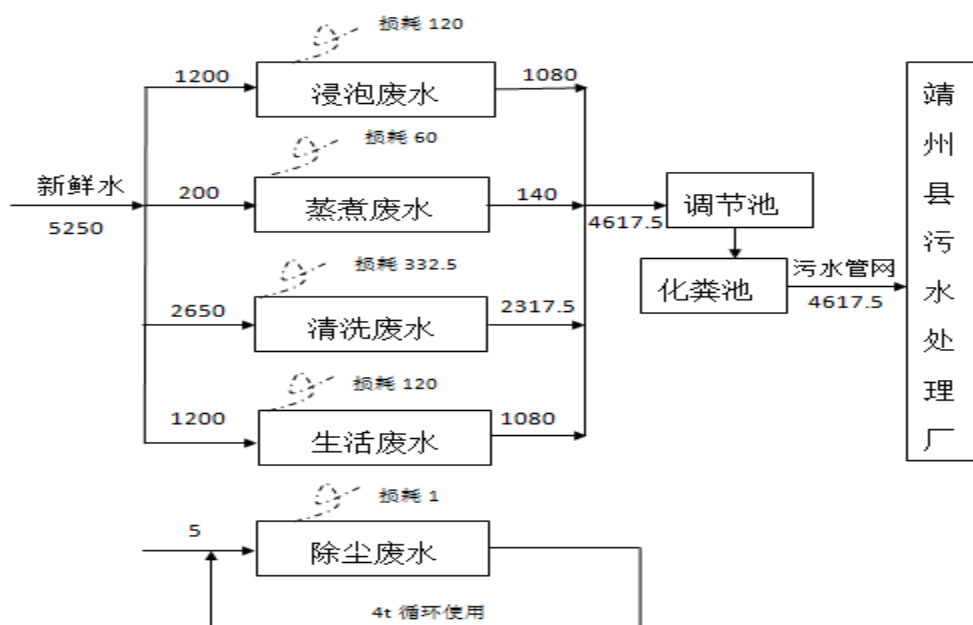 损耗 120
1200
浸泡废水
1080
损耗 60
新鲜水
5250
200
蒸煮废水
140
4617.5
调节池
损耗 332.5
2650
清洗废水
2317.5
化粪池
污水管网
4617.5
损耗 120
1200
生活废水
1080
靖州县污水处理厂
损耗 1
5
除尘废水
4t 循环使用